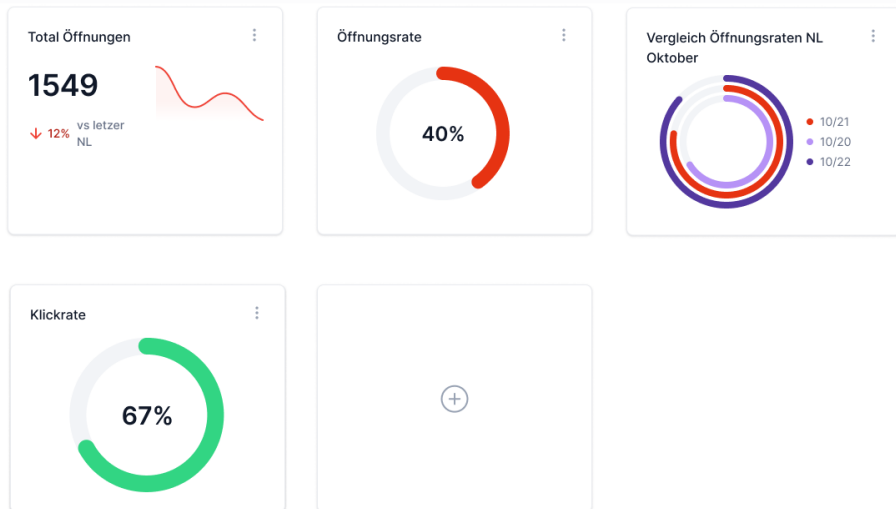 Total Öffnungen
1549
12%
vs letzer
NL
Öffnungsrate
40%
Vergleich Öffnungsraten NL
Oktober
10/21
10/20
10/22
Klickrate
67%